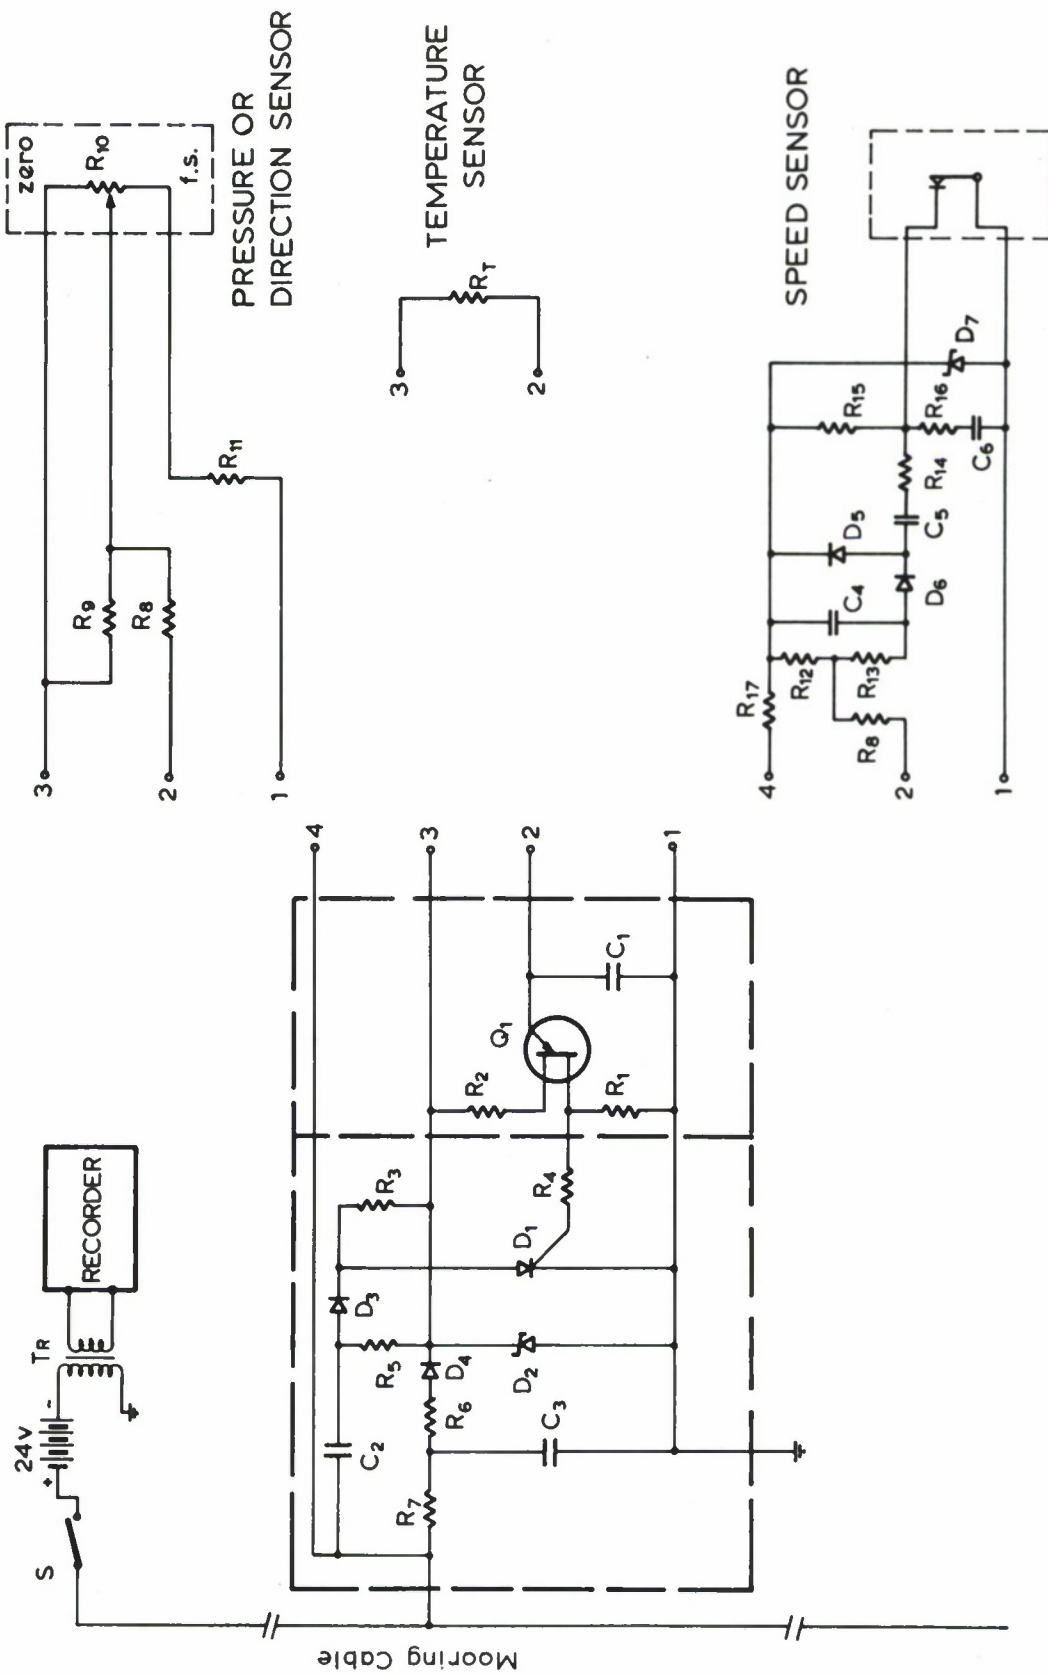 zero
R10
f.s.
PRESSURE OR
DIRECTION SENSOR
3
R9
R8
2
R11
1
TEMPERATURE
SENSOR
3
RT
2
SPEED SENSOR
4
R17
R12
R13
R8
C4
D5
D6
C5
R14
R15
R16
C6
D7
2
1
RECORDER
TR
24V
+
-
S
Mooring Cable
4
3
2
1
R7
C2
R5
D3
R3
R6
D4
C3
D2
D1
R4
R2
Q1
R1
C1